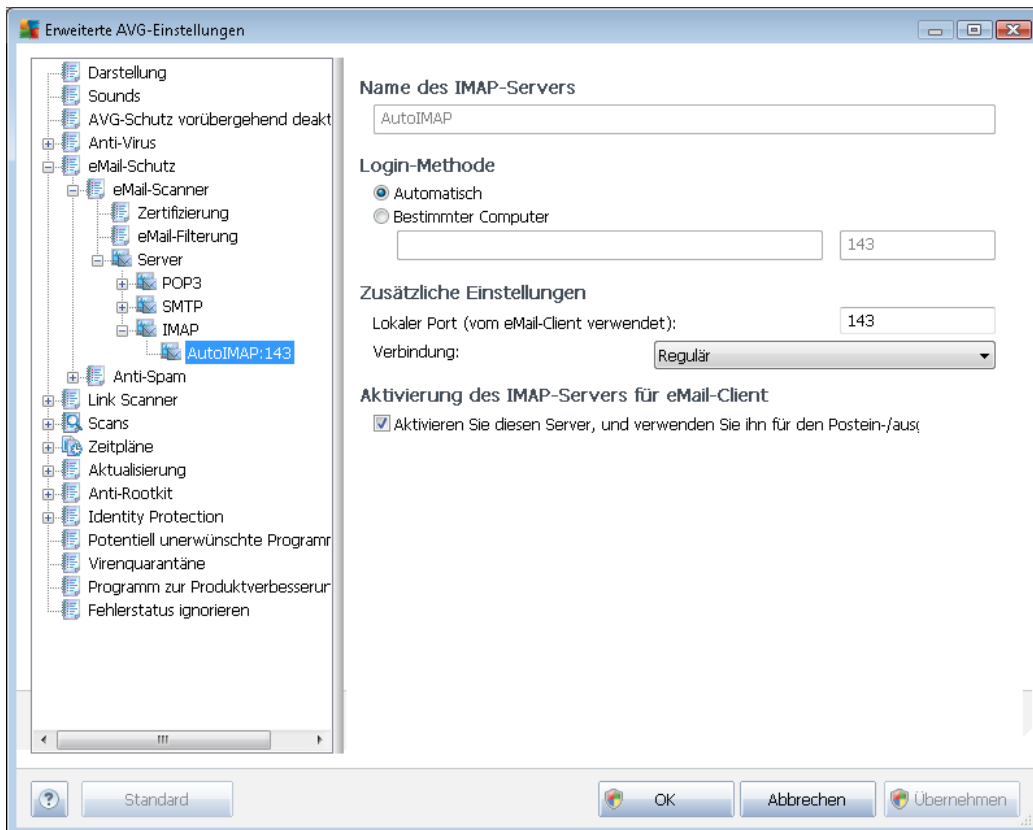 Erweiterte AVG-Einstellungen
Darstellung
Sounds
AVG-Schutz vorübergehend deakt
Anti-Virus
eMail-Schutz
eMail-Scanner
Zertifizierung
eMail-Filterung
Server
POP3
SMTP
IMAP
AutoIMAP:143
Anti-Spam
Link Scanner
Scans
Zeitpläne
Aktualisierung
Anti-Rootkit
Identity Protection
Potentiell unerwünschte Programr
Virenquarantäne
Programm zur Produktverbesserur
Fehlerstatus ignorieren
Name des IMAP-Servers
AutoIMAP
Login-Methode
Automatisch
Bestimmter Computer
143
Zusätzliche Einstellungen
Lokaler Port (vom eMail-Client verwendet): 143
Verbindung: Regulär
Aktivierung des IMAP-Servers für eMail-Client
Aktivieren Sie diesen Server, und verwenden Sie ihn für den Postein-/ausg
? Standard OK Abbrechen Übernehmen